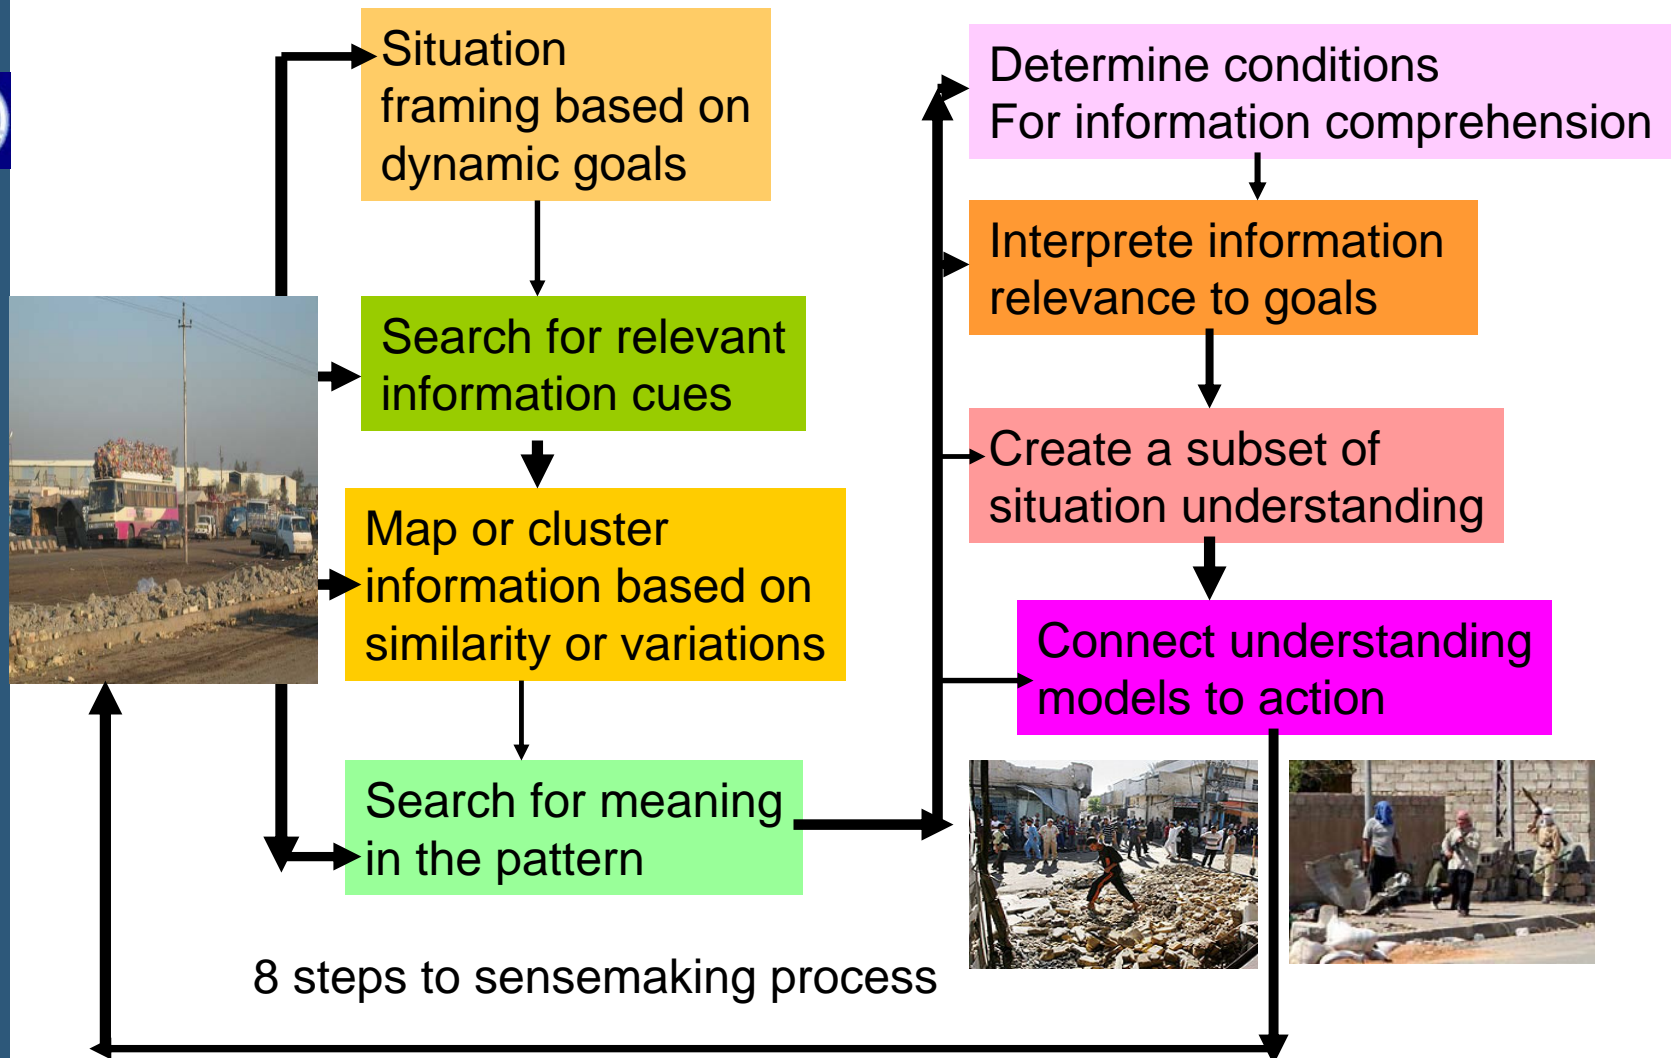 Situation
framing based on
dynamic goals
Search for relevant
information cues
Map or cluster
information based on
similarity or variations
Search for meaning
in the pattern
Determine conditions
For information comprehension
Interprete information
relevance to goals
Create a subset of
situation understanding
Connect understanding
models to action
8 steps to sensemaking process